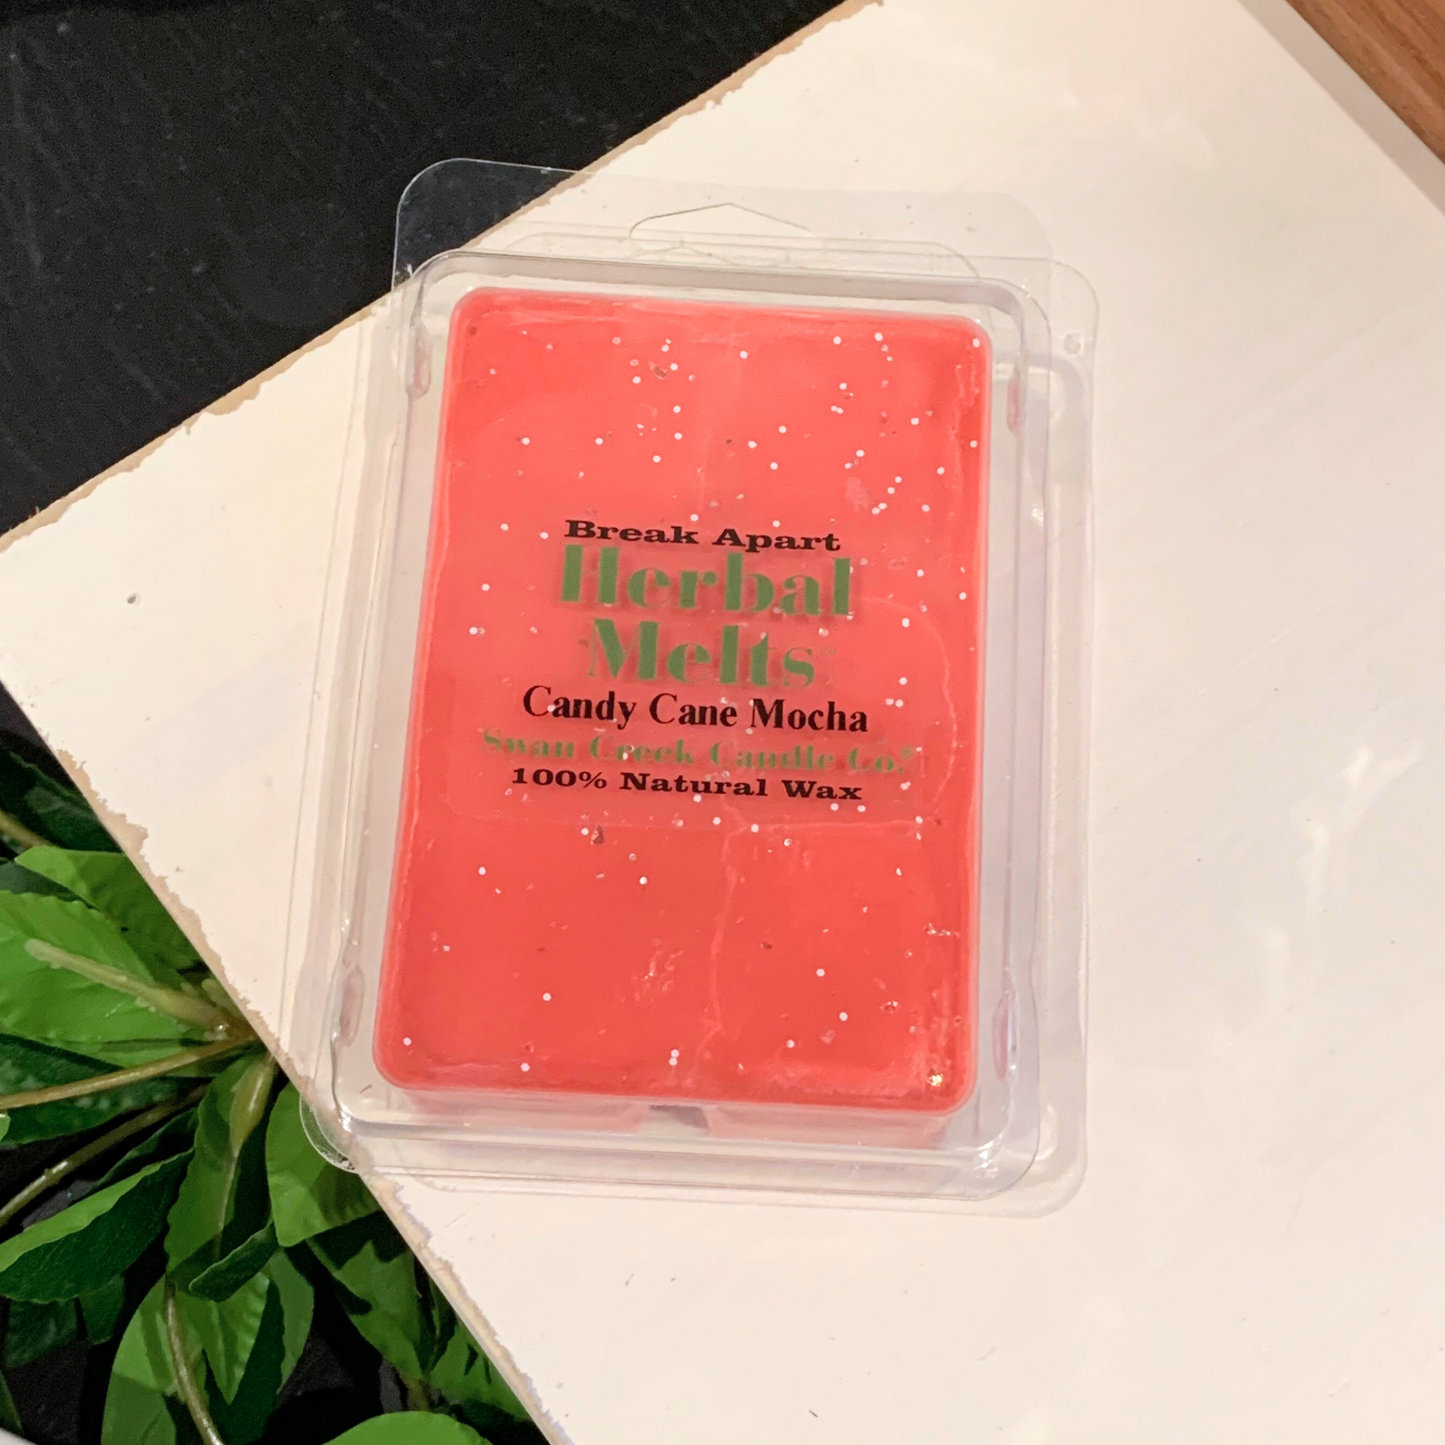 Break Apart
Herbal
Melts
Candy Cane Mocha
Swan Creek Candle Co.®
100% Natural Wax